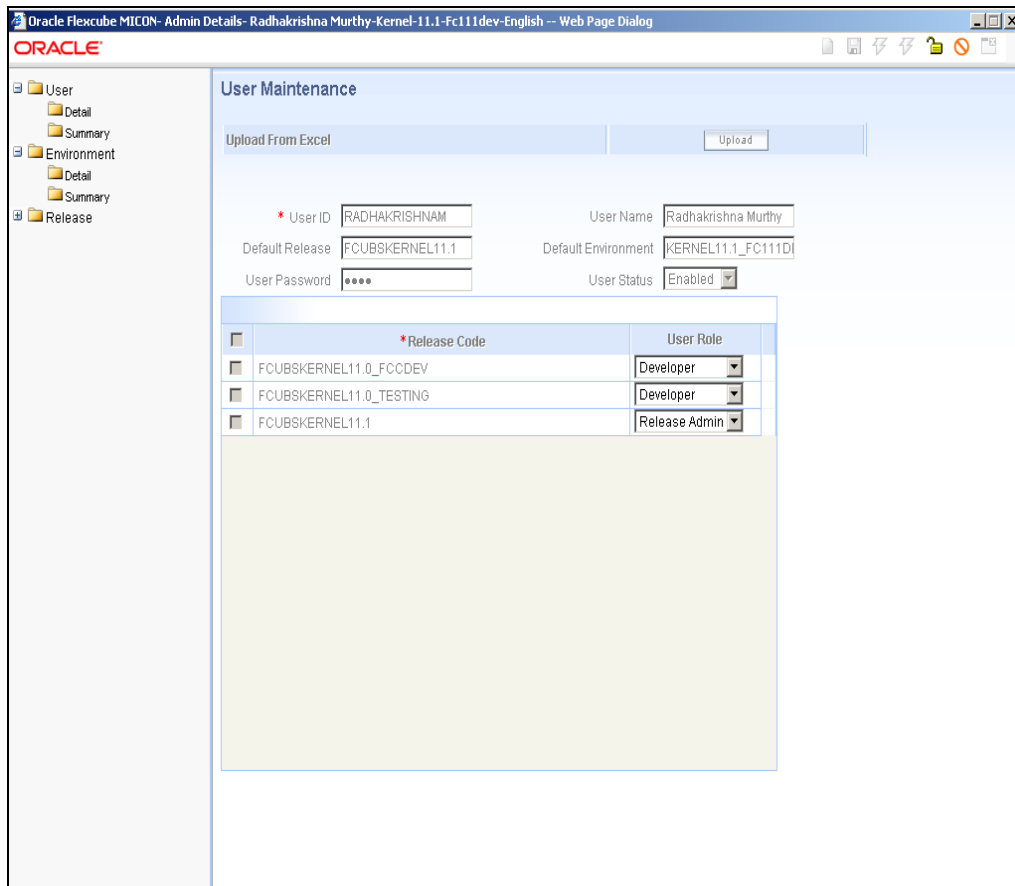 Oracle Flexcube MICON- Admin Details- Radhakrishna Murthy-Kernel-11.1-Fc111dev-English -- Web Page Dialog
ORACLE
User
Detail
Summary
Environment
Detail
Summary
Release
User Maintenance
Upload From Excel Upload
* User ID RADHAKRISHNAM User Name Radhakrishna Murthy
Default Release FCUBSKERNEL11.1 Default Environment KERNEL11.1_FC111DI
User Password •••• User Status Enabled
*Release Code User Role
FCUBSKERNEL11.0_FCCDEV Developer
FCUBSKERNEL11.0_TESTING Developer
FCUBSKERNEL11.1 Release Admin